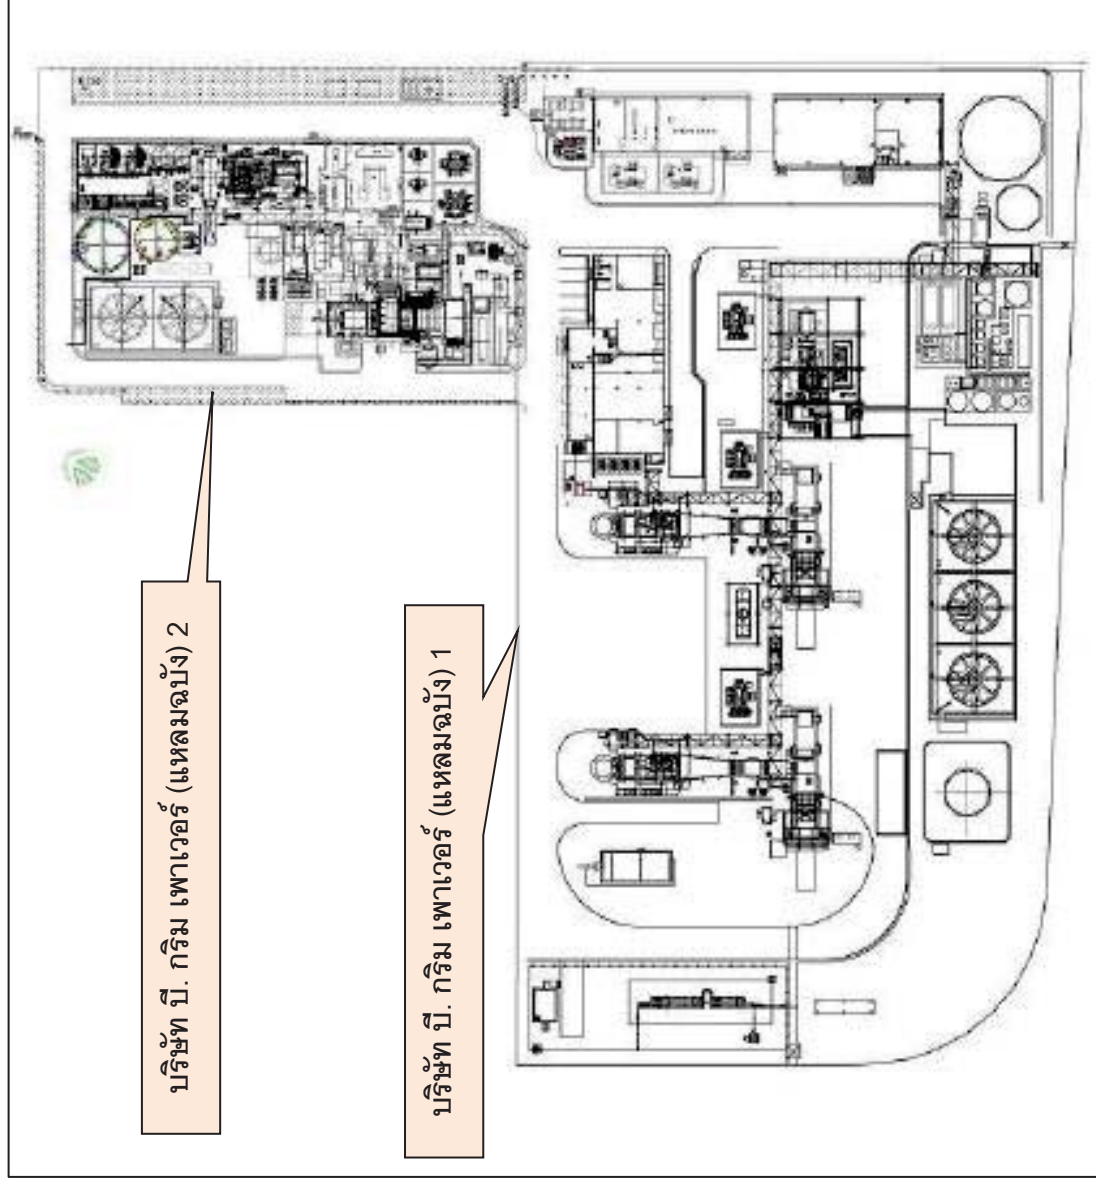 บริษัท บี. กริม เพาเวอร์ (แหลมฉบัง) 2
บริษัท บี. กริม เพาเวอร์ (แหลมฉบัง) 1